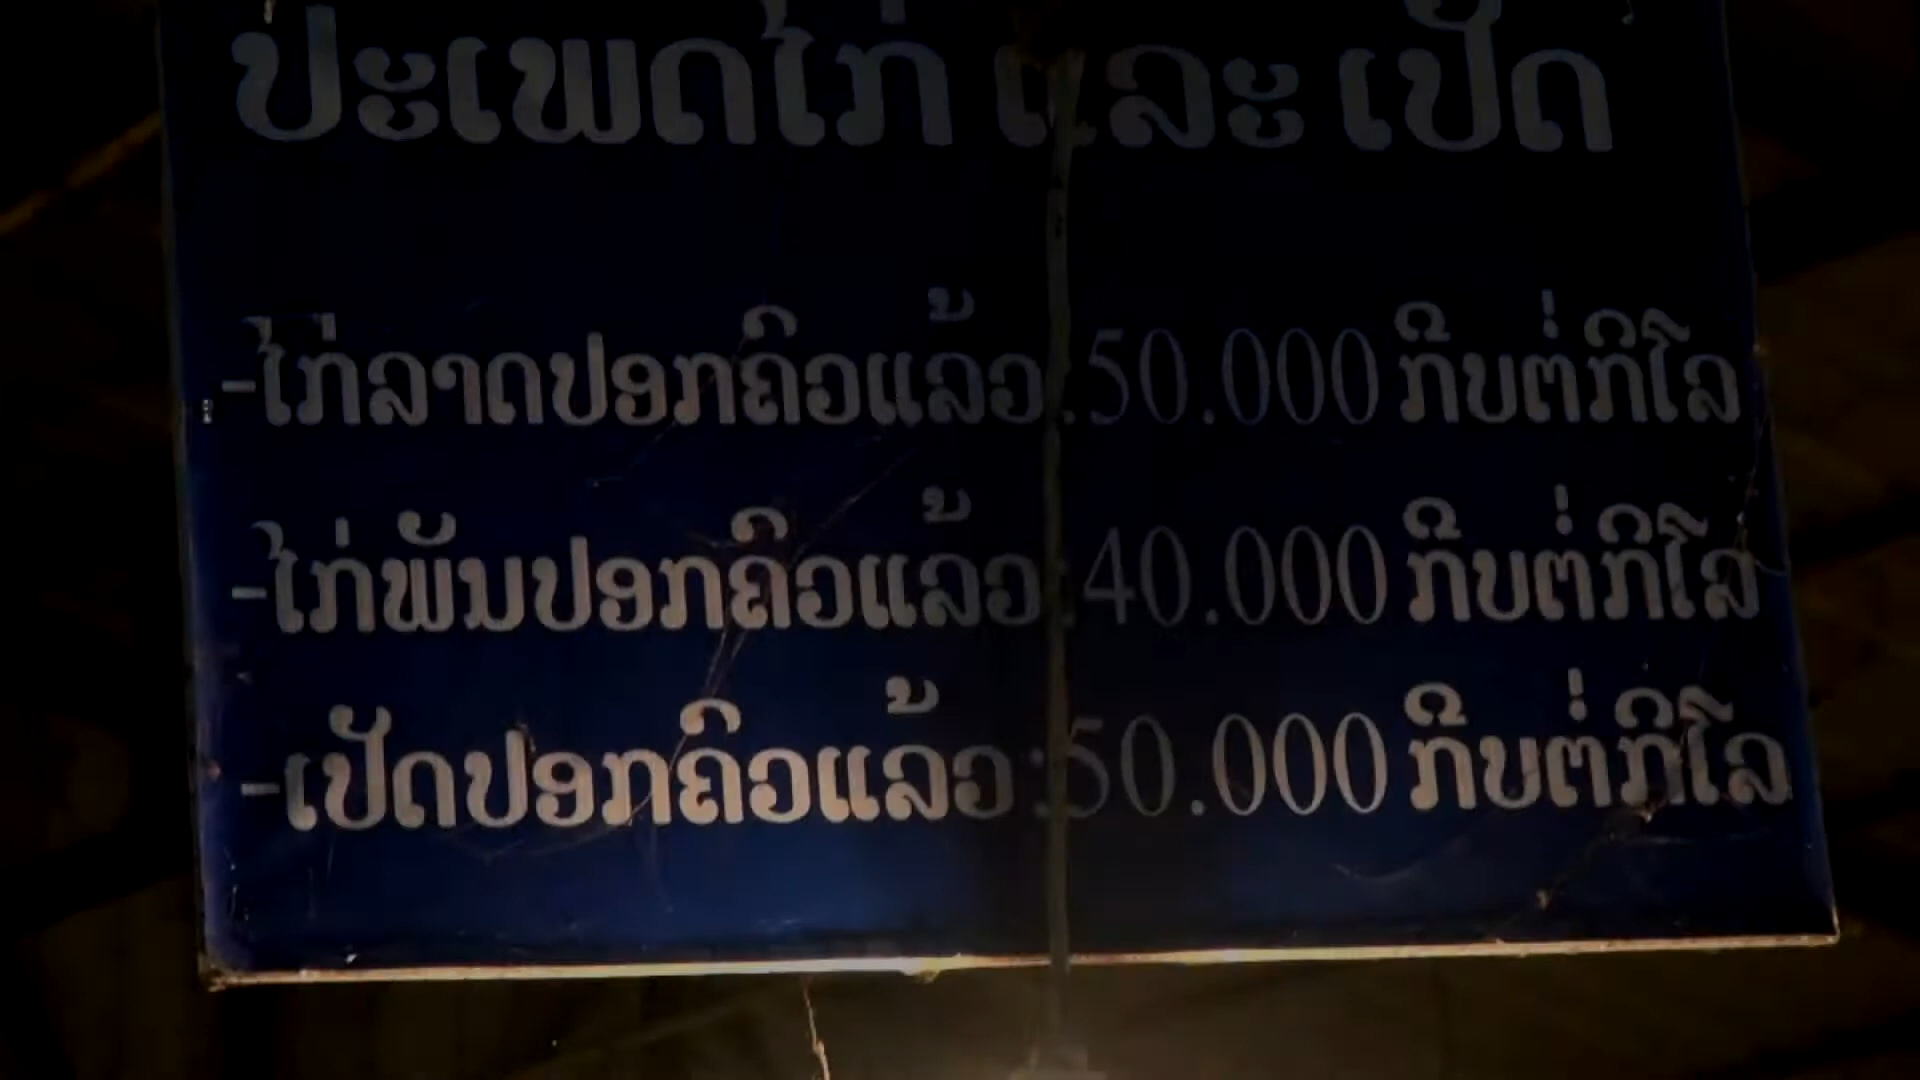 ປະເພດໄກ່ ແລະ ເປັດ
-ໄກ່ລາດປອກຄົວແລ້ວ:50.000 ກີບຕໍ່ກິໂລ
-ໄກ່ພັນປອກຄົວແລ້ວ:40.000 ກີບຕໍ່ກິໂລ
-ເປັດປອກຄົວແລ້ວ:50.000 ກີບຕໍ່ກິໂລ